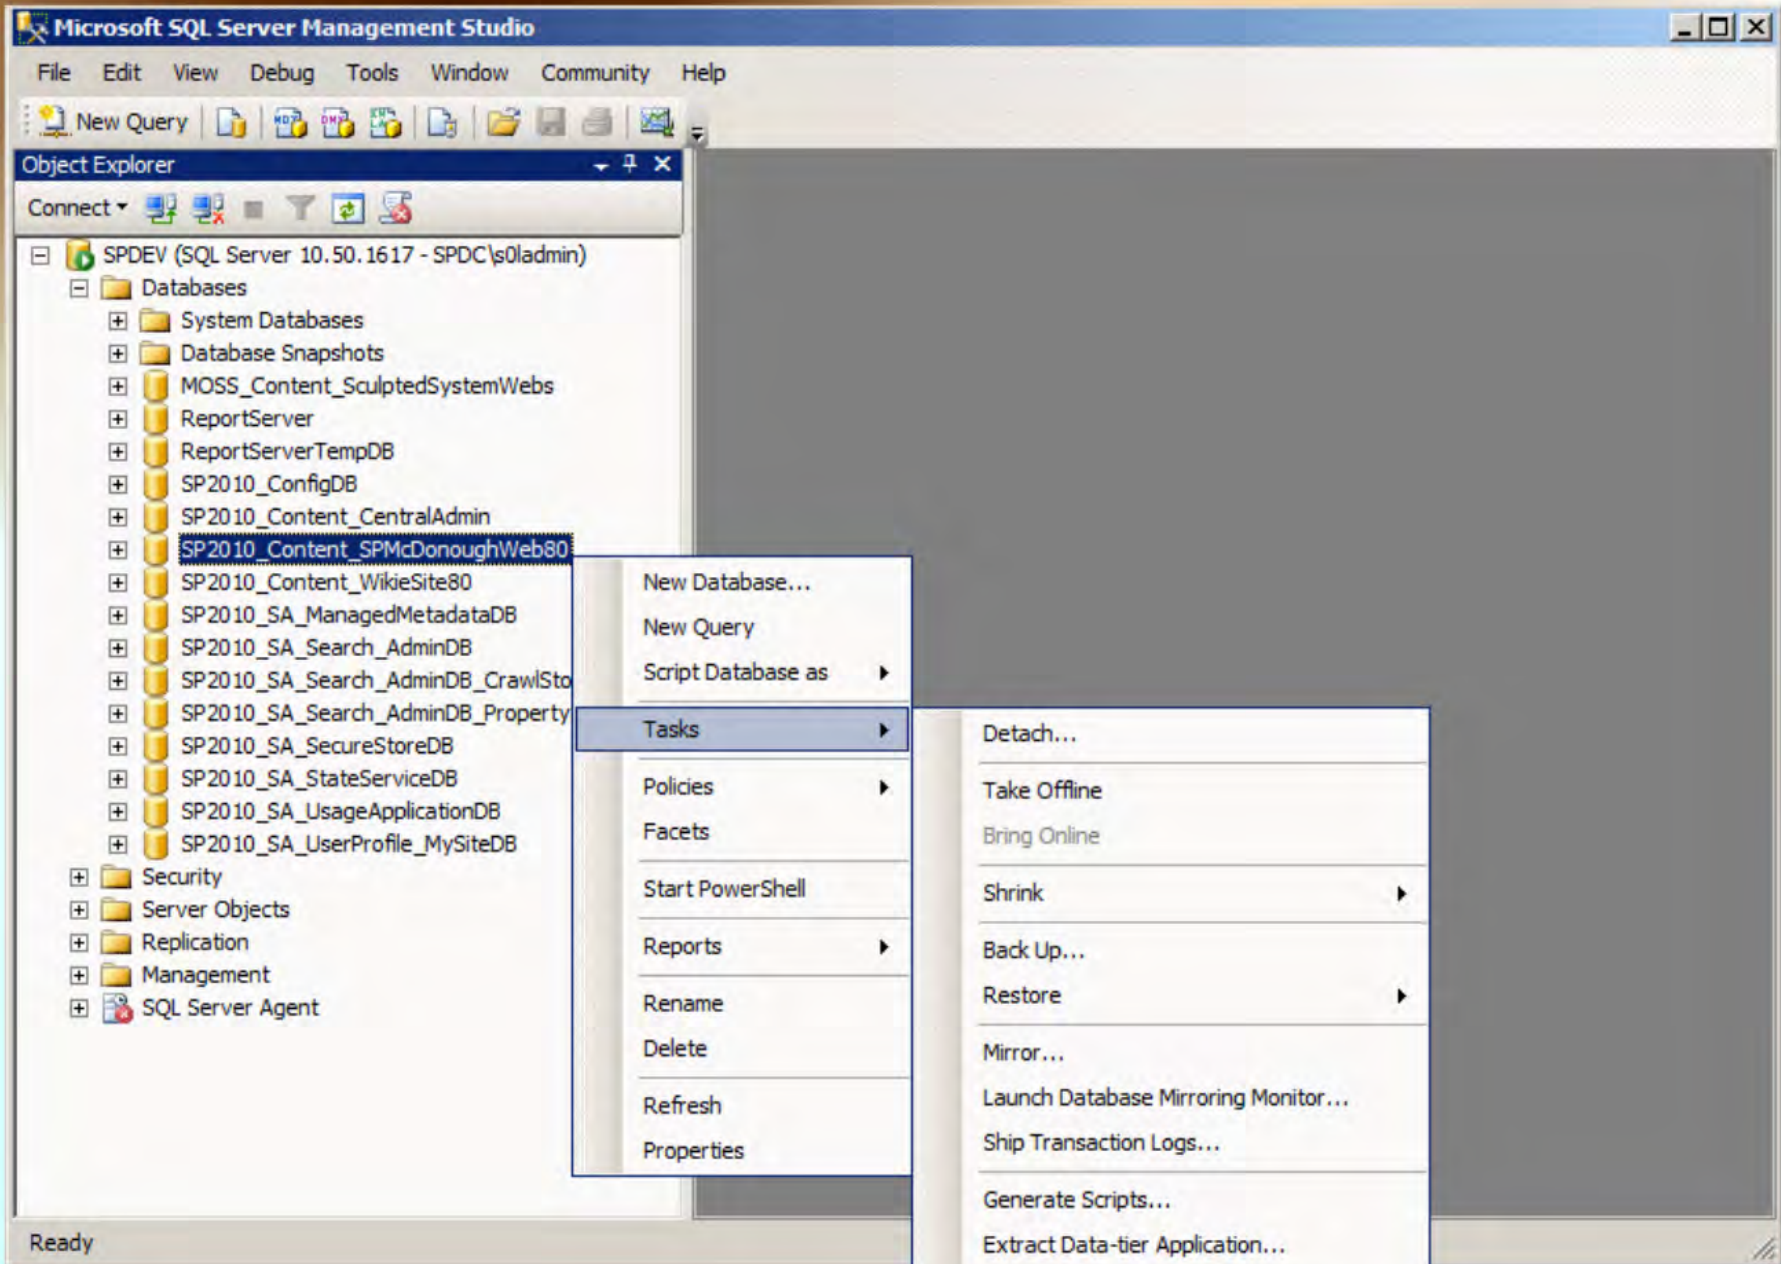 Microsoft SQL Server Management Studio
File Edit View Debug Tools Window Community Help
New Query
Object Explorer
Connect
SPDEV (SQL Server 10.50.1617 - SPDC\s0ladmin)
Databases
System Databases
Database Snapshots
MOSS_Content_SculptedSystemWebs
ReportServer
ReportServerTempDB
SP2010_ConfigDB
SP2010_Content_CentralAdmin
SP2010_Content_SPMcDonoughWeb80
SP2010_Content_WikieSite80
SP2010_SA_ManagedMetadataDB
SP2010_SA_Search_AdminDB
SP2010_SA_Search_AdminDB_CrawlSto
SP2010_SA_Search_AdminDB_Property
SP2010_SA_SecureStoreDB
SP2010_SA_StateServiceDB
SP2010_SA_UsageApplicationDB
SP2010_SA_UserProfile_MySiteDB
Security
Server Objects
Replication
Management
SQL Server Agent
New Database...
New Query
Script Database as
Tasks
Policies
Facets
Start PowerShell
Reports
Rename
Delete
Refresh
Properties
Detach...
Take Offline
Bring Online
Shrink
Back Up...
Restore
Mirror...
Launch Database Mirroring Monitor...
Ship Transaction Logs...
Generate Scripts...
Extract Data-tier Application...
Ready